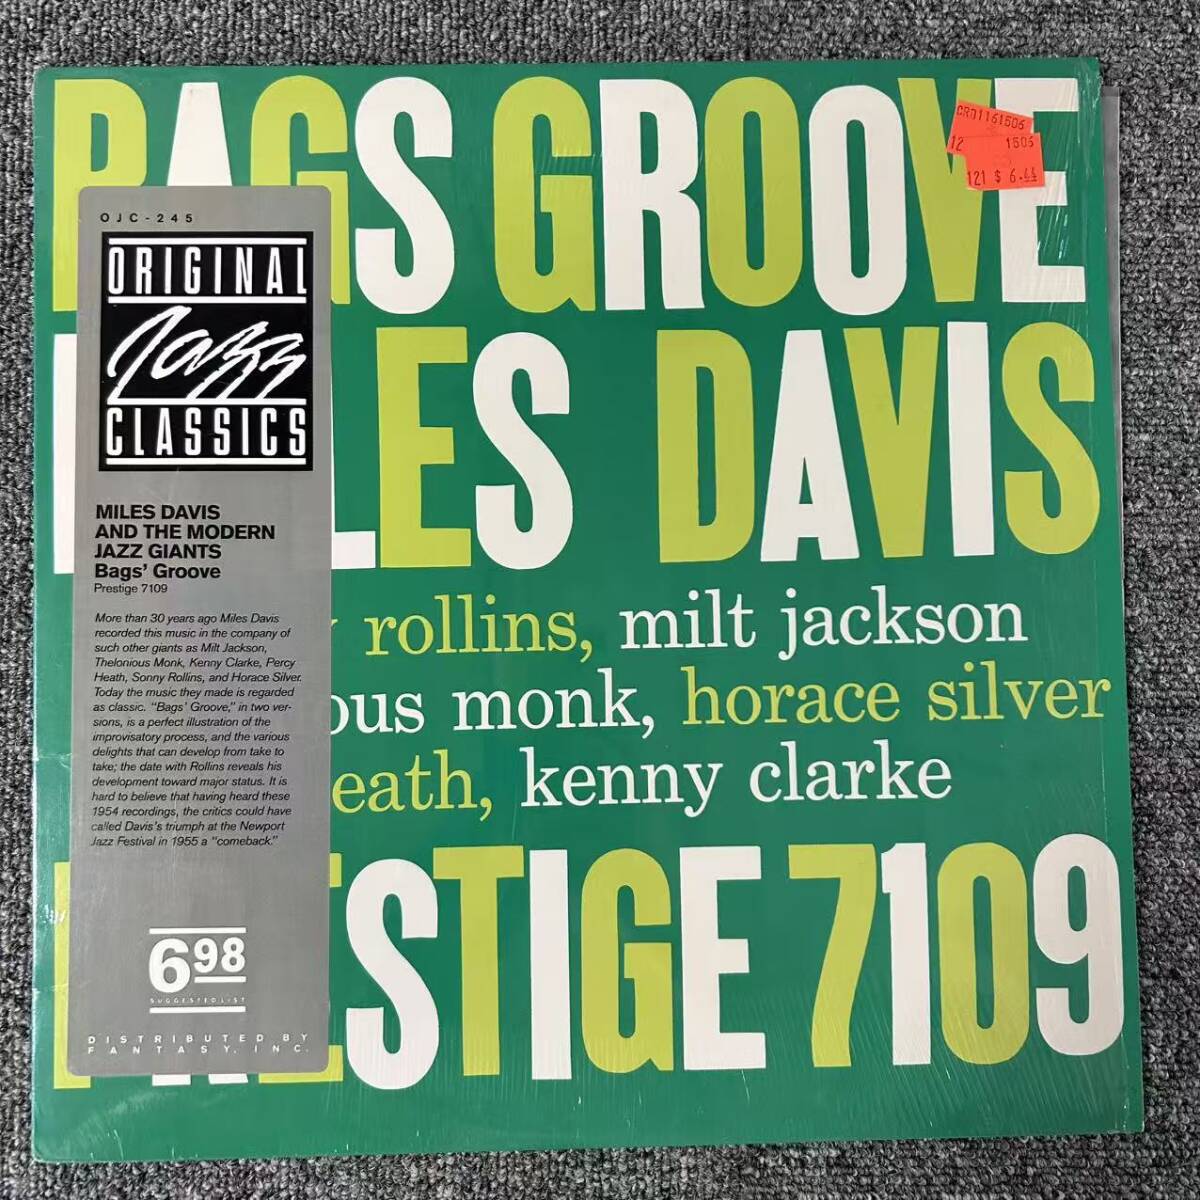 BAGS GROOVE
CR01161506
12 1506
121 $ 6.44
OJC-245
ORIGINAL
Jazz
CLASSICS
MILES DAVIS
MILES DAVIS
AND THE MODERN
JAZZ GIANTS
Bags' Groove
Prestige 7109
More than 30 years ago Miles Davis
recorded this music in the company of
such other giants as Milt Jackson,
Thelonious Monk, Kenny Clarke, Percy
Heath, Sonny Rollins, and Horace Silver.
Today the music they made is regarded
as classic. "Bags' Groove," in two ver-
sions, is a perfect illustration of the
improvisatory process, and the various
delights that can develop from take to
take; the date with Rollins reveals his
development toward major status. It is
hard to believe that having heard these
1954 recordings, the critics could have
called Davis's triumph at the Newport
Jazz Festival in 1955 a "comeback."
6.98
SUGGESTED LIST
DISTRIBUTED BY
FANTASY, INC.
y rollins, milt jackson
ous monk, horace silver
eath, kenny clarke
PRESTIGE 7109